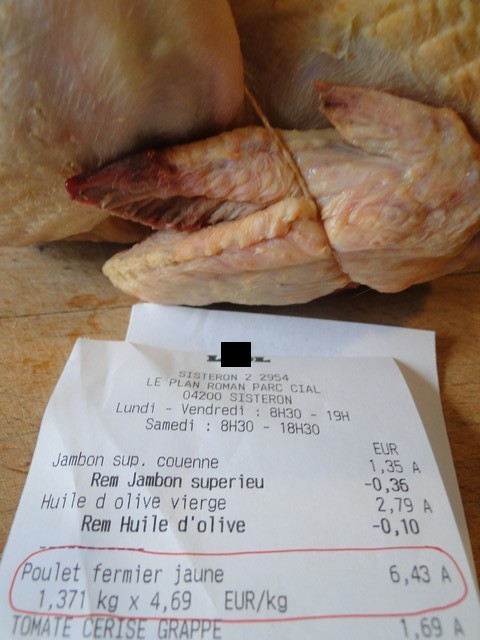 SISTERON 2 2954
LE PLAN ROMAN PARC CIAL
04200 SISTERON
Lundi - Vendredi : 8H30 - 19H
Samedi : 8H30 - 18H30
EUR
Jambon sup. couenne 1,35 A
Rem Jambon superieu -0,36
Huile d olive vierge 2,79 A
Rem Huile d'olive -0,10
Poulet fermier jaune 6,43 A
1,371 kg x 4,69 EUR/kg
TOMATE CERISE GRAPPE 1,69 A